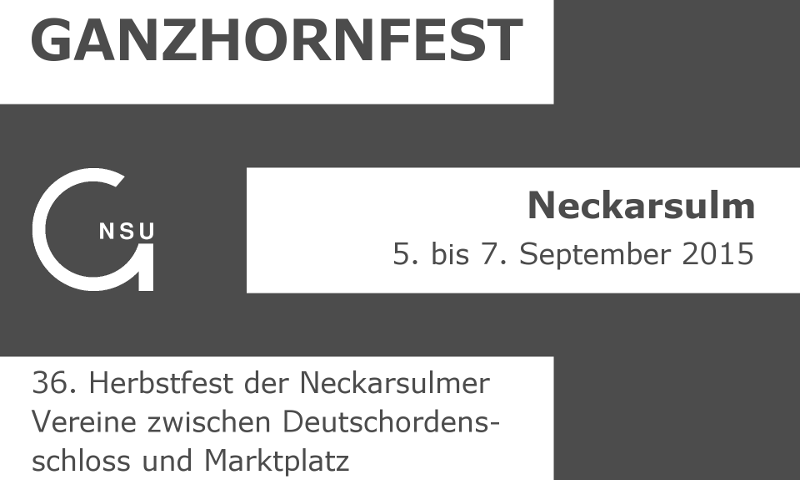 GANZHORNFEST
NSU
Neckarsulm
5. bis 7. September 2015
36. Herbstfest der Neckarsulmer
Vereine zwischen Deutschordens-
schloss und Marktplatz